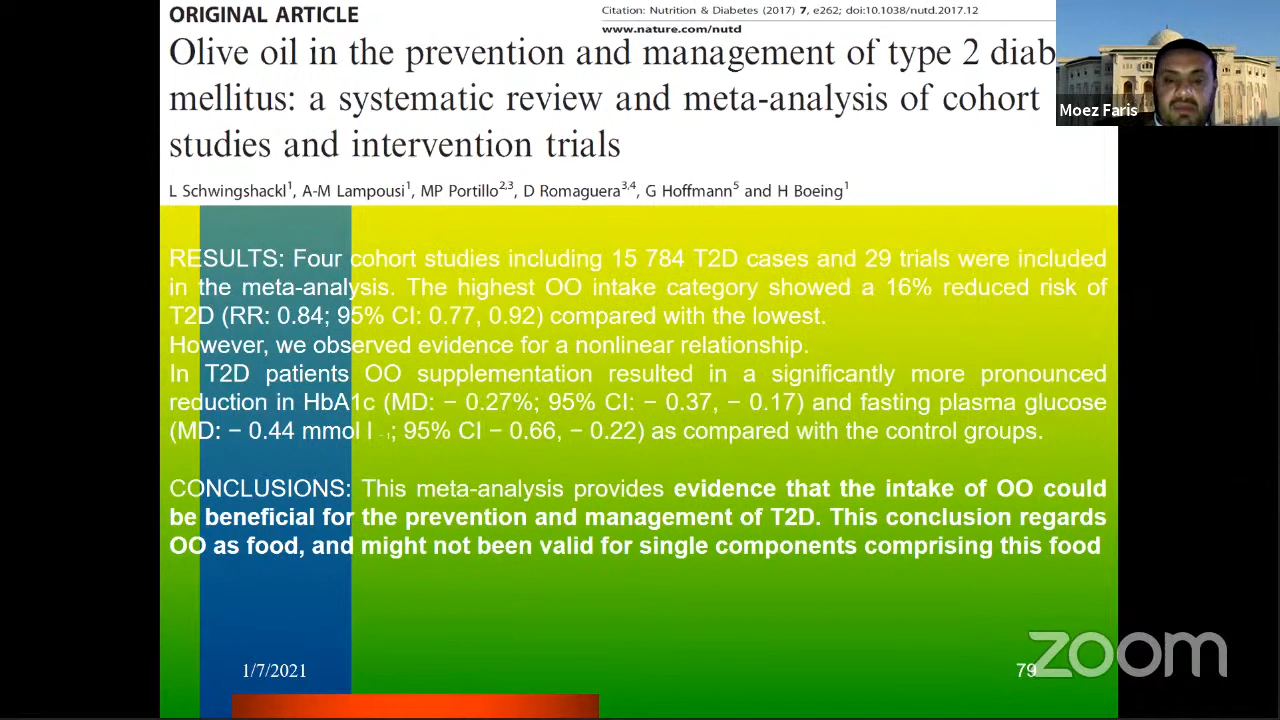 ORIGINAL ARTICLE
Citation: Nutrition & Diabetes (2017) 7, e262; doi:10.1038/nutd.2017.12
www.nature.com/nutd
Olive oil in the prevention and management of type 2 diab
mellitus: a systematic review and meta-analysis of cohort
studies and intervention trials
L Schwingshackl1, A-M Lampousi1, MP Portillo2,3, D Romaguera3,4, G Hoffmann5 and H Boeing1
Moez Faris
RESULTS: Four cohort studies including 15 784 T2D cases and 29 trials were included
in the meta-analysis. The highest OO intake category showed a 16% reduced risk of
T2D (RR: 0.84; 95% CI: 0.77, 0.92) compared with the lowest.
However, we observed evidence for a nonlinear relationship.
In T2D patients OO supplementation resulted in a significantly more pronounced
reduction in HbA1c (MD: − 0.27%; 95% CI: − 0.37, − 0.17) and fasting plasma glucose
(MD: − 0.44 mmol l -1; 95% CI − 0.66, − 0.22) as compared with the control groups.
CONCLUSIONS: This meta-analysis provides evidence that the intake of OO could
be beneficial for the prevention and management of T2D. This conclusion regards
OO as food, and might not been valid for single components comprising this food
1/7/2021
79
zoom